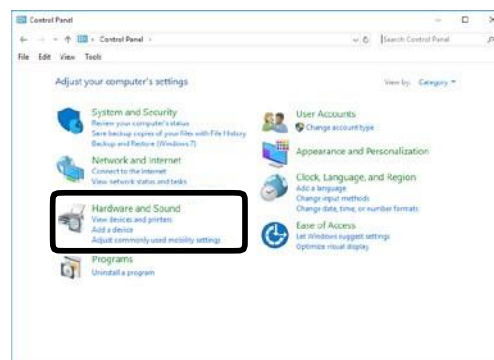 Control Panel
Control Panel
Search Control Panel
File Edit View Tools
Adjust your computer's settings
View by: Category
System and Security
Review your computer's status
Save backup copies of your files with File History
Backup and Restore (Windows 7)
Network and Internet
Connect to the Internet
View network status and tasks
Hardware and Sound
View devices and printers
Add a device
Adjust commonly used mobility settings
Programs
Uninstall a program
User Accounts
Change account type
Appearance and Personalization
Clock, Language, and Region
Add a language
Change input methods
Change date, time, or number formats
Ease of Access
Let Windows suggest settings
Optimize visual display